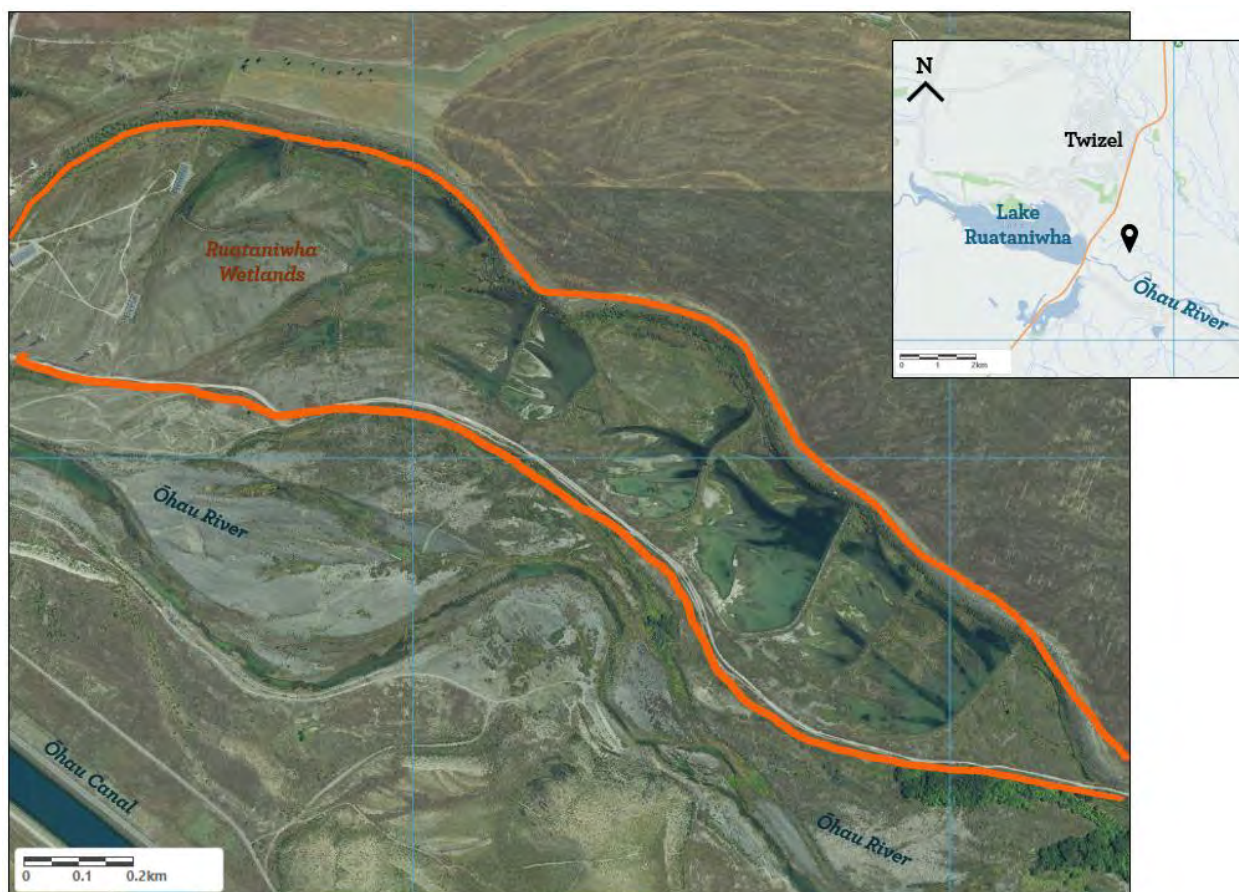 N
Twizel
Lake
Ruataniwha
Ōhau River
0 1 2km
Ruataniwha
Wetlands
Ōhau River
Ōhau Canal
Ōhau River
0 0.1 0.2km